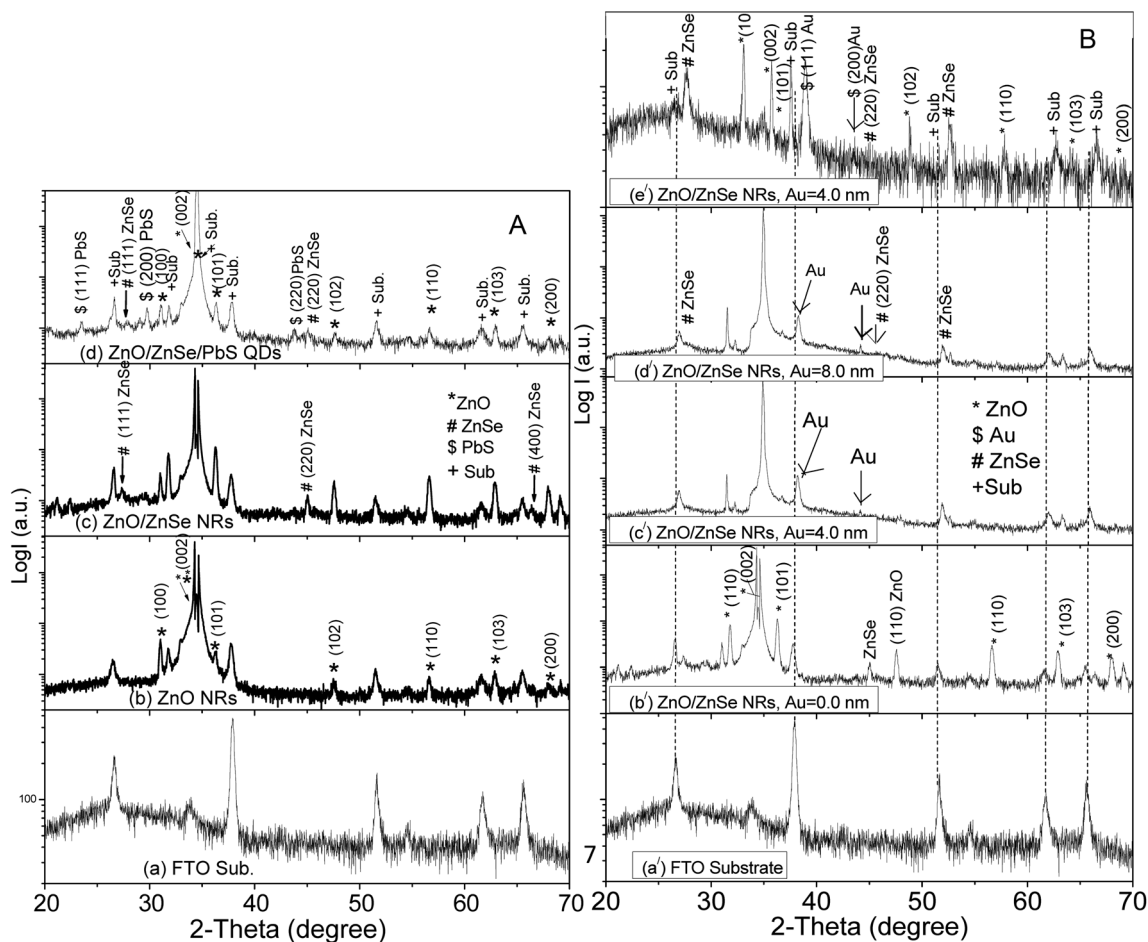 A
$ (111) PbS
+Sub
# (111) ZnSe
$ (200) PbS
* (100)
+Sub
* (002)
*
+ Sub.
* (101)
+ Sub.
$ (220)PbS
# (220) ZnSe
* (102)
+ Sub.
* (110)
+ Sub.
* (103)
+ Sub.
* (200)
(d) ZnO/ZnSe/PbS QDs
# (111) ZnSe
# (220) ZnSe
*ZnO
# ZnSe
$ PbS
+ Sub
# (400) ZnSe
(c) ZnO/ZnSe NRs
* (100)
* (002)
* (101)
* (102)
* (110)
* (103)
* (200)
(b) ZnO NRs
100
(a) FTO Sub.
LogI (a.u.)
20 30 40 50 60 70
2-Theta (degree)
B
+ Sub
# ZnSe
*(10
* (002)
* (101)
+ Sub
$ (111) Au
$ (200)Au
# (220) ZnSe
* (102)
+ Sub
# ZnSe
* (110)
+ Sub
* (103)
+ Sub
* (200)
(e/) ZnO/ZnSe NRs, Au=4.0 nm
# ZnSe
Au
Au
# (220) ZnSe
# ZnSe
(d/) ZnO/ZnSe NRs, Au=8.0 nm
Au
Au
* ZnO
$ Au
# ZnSe
+Sub
(c/) ZnO/ZnSe NRs, Au=4.0 nm
* (110)
* (002)
* (101)
ZnSe
(110) ZnO
* (110)
* (103)
* (200)
(b/) ZnO/ZnSe NRs, Au=0.0 nm
7
(a/) FTO Substrate
Log I (a.u.)
20 30 40 50 60 70
2-Theta (degree)